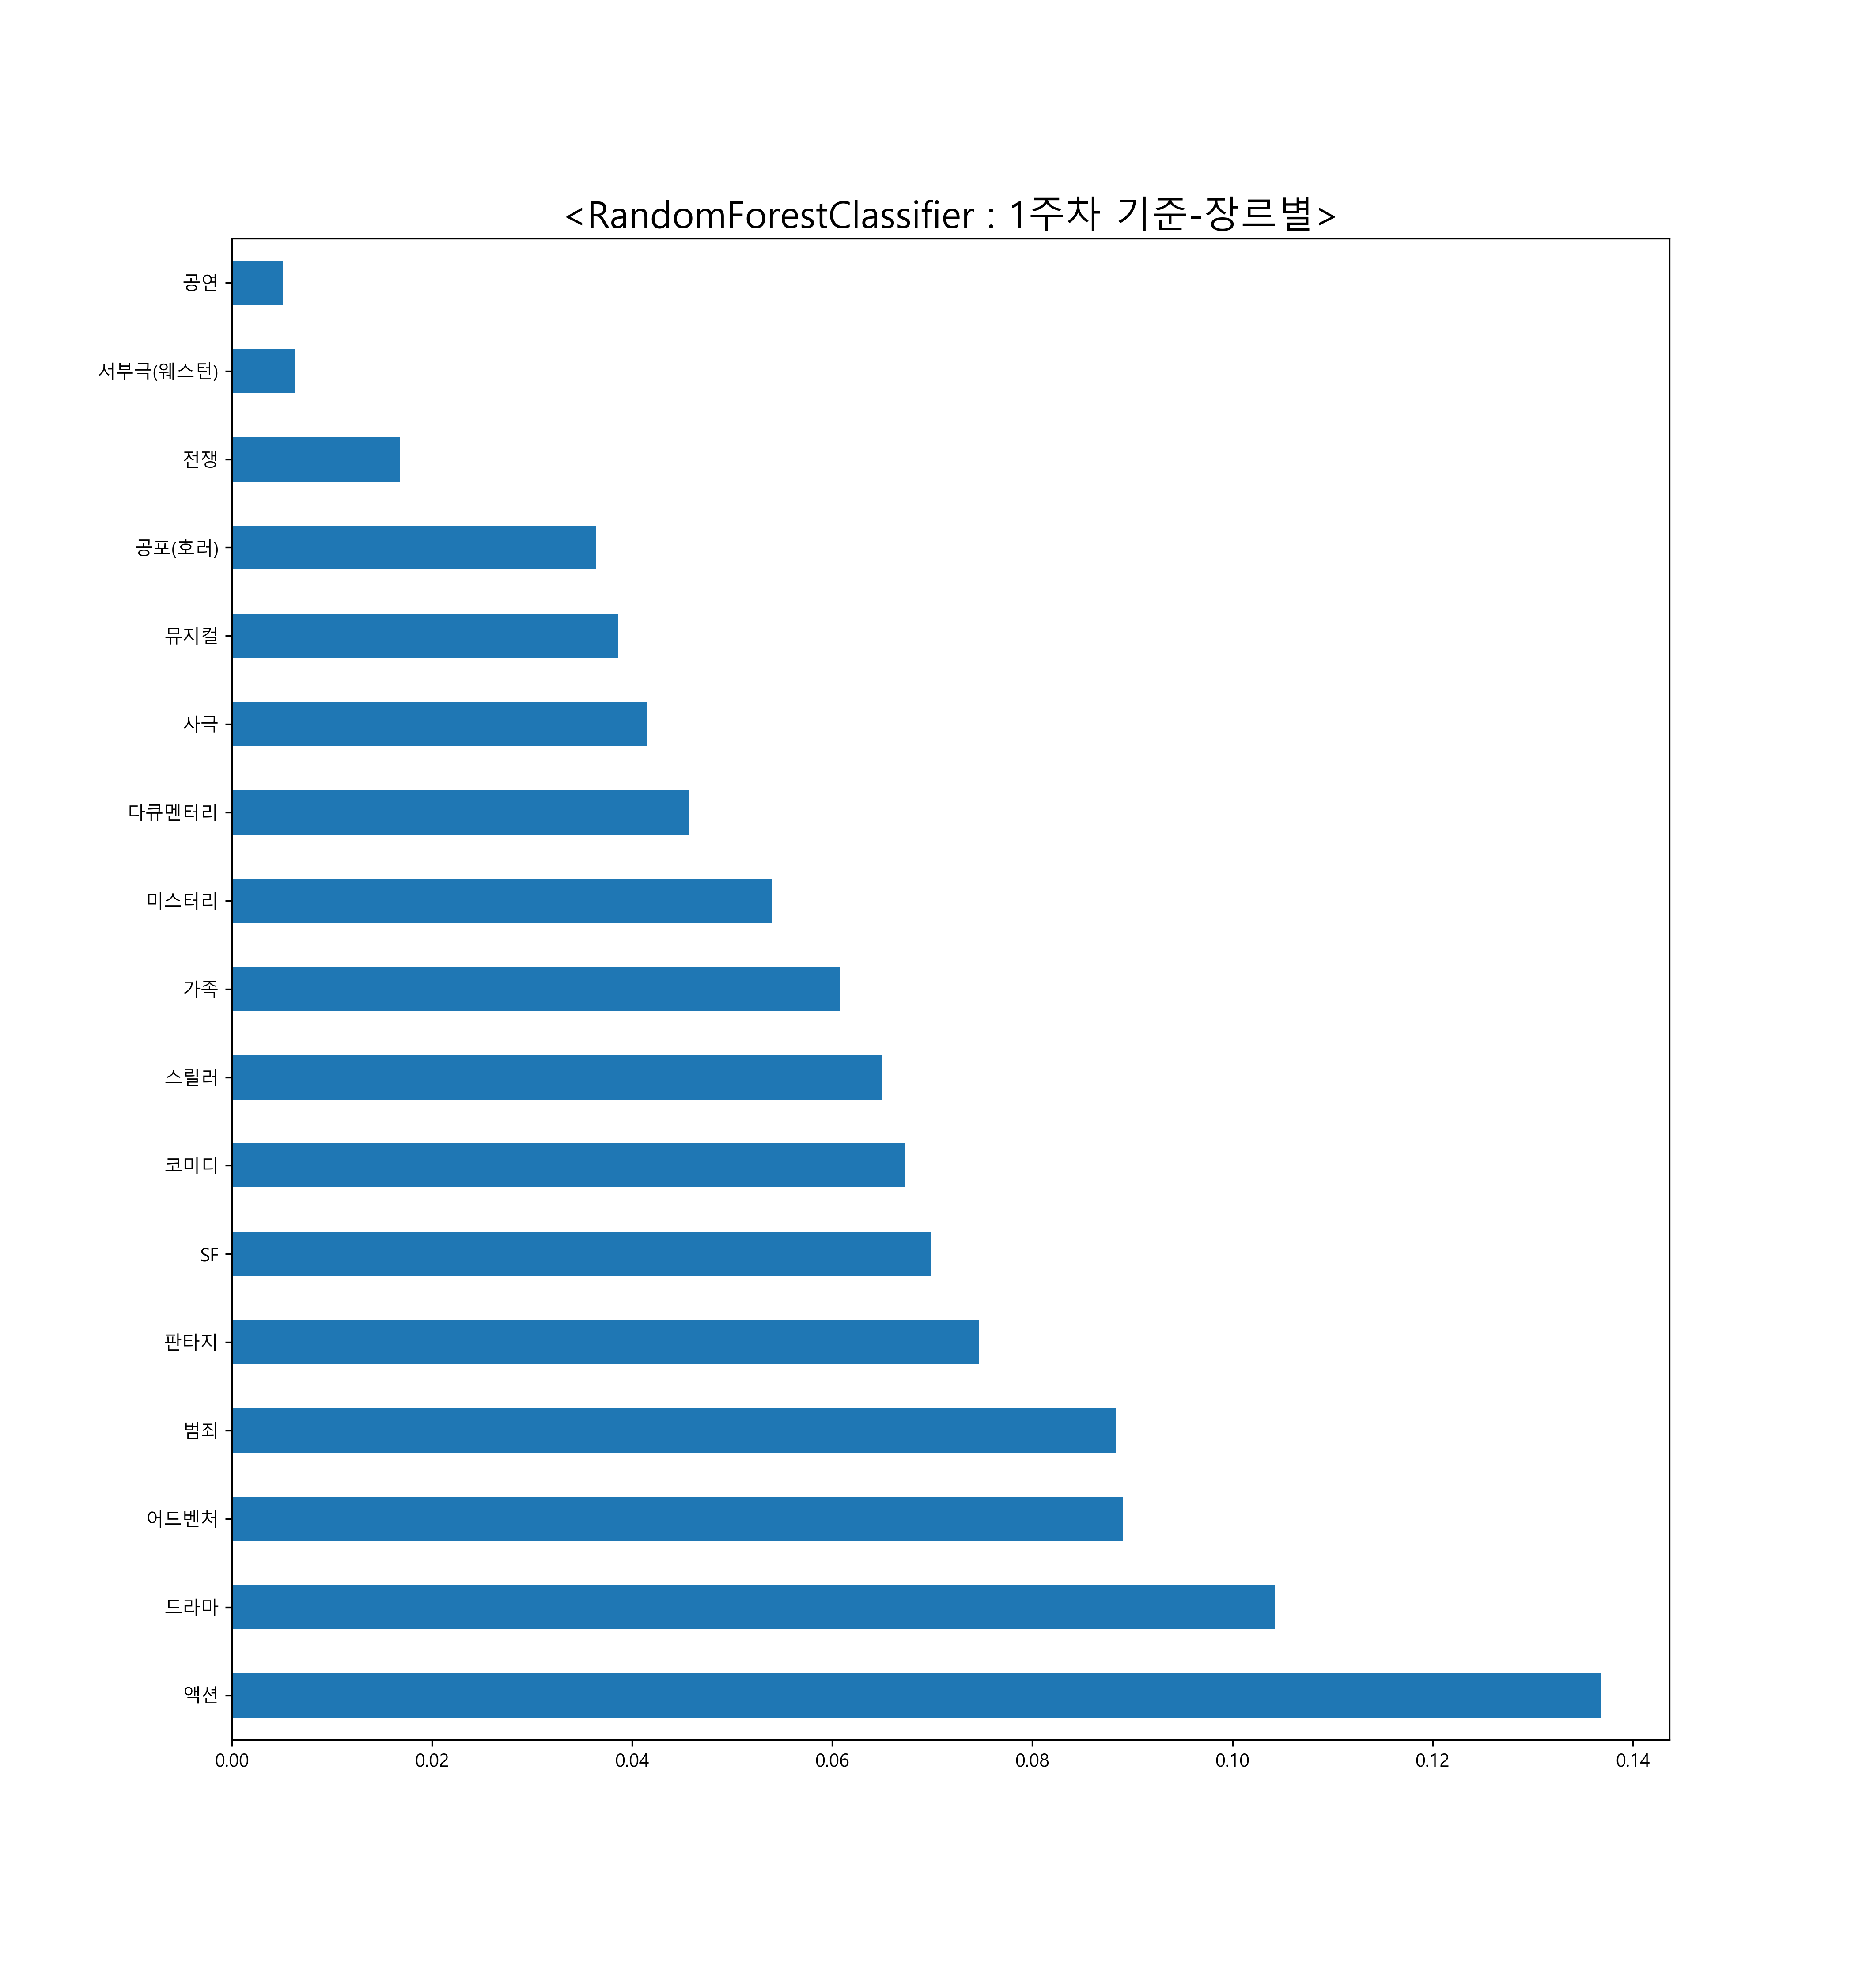 <RandomForestClassifier : 1주차 기준-장르별>
공연
서부극(웨스턴)
전쟁
공포(호러)
뮤지컬
사극
다큐멘터리
미스터리
가족
스릴러
코미디
SF
판타지
범죄
어드벤처
드라마
액션
0.00 0.02 0.04 0.06 0.08 0.10 0.12 0.14